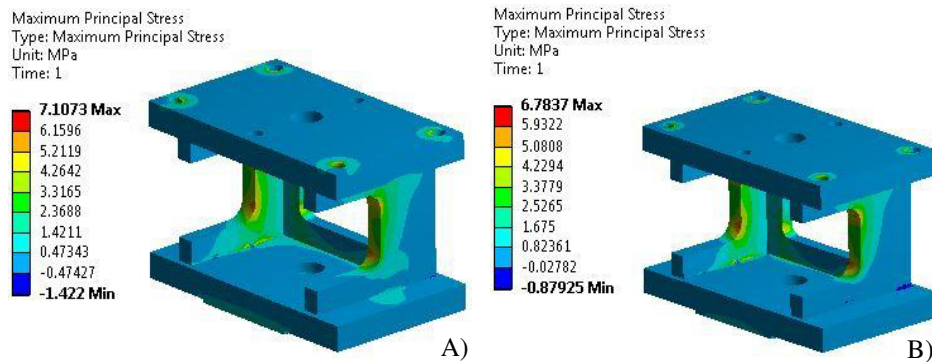 Maximum Principal Stress
Type: Maximum Principal Stress
Unit: MPa
Time: 1
7.1073 Max
6.1596
5.2119
4.2642
3.3165
2.3688
1.4211
0.47343
-0.47427
-1.422 Min
A)
Maximum Principal Stress
Type: Maximum Principal Stress
Unit: MPa
Time: 1
6.7837 Max
5.9322
5.0808
4.2294
3.3779
2.5265
1.675
0.82361
-0.02782
-0.87925 Min
B)